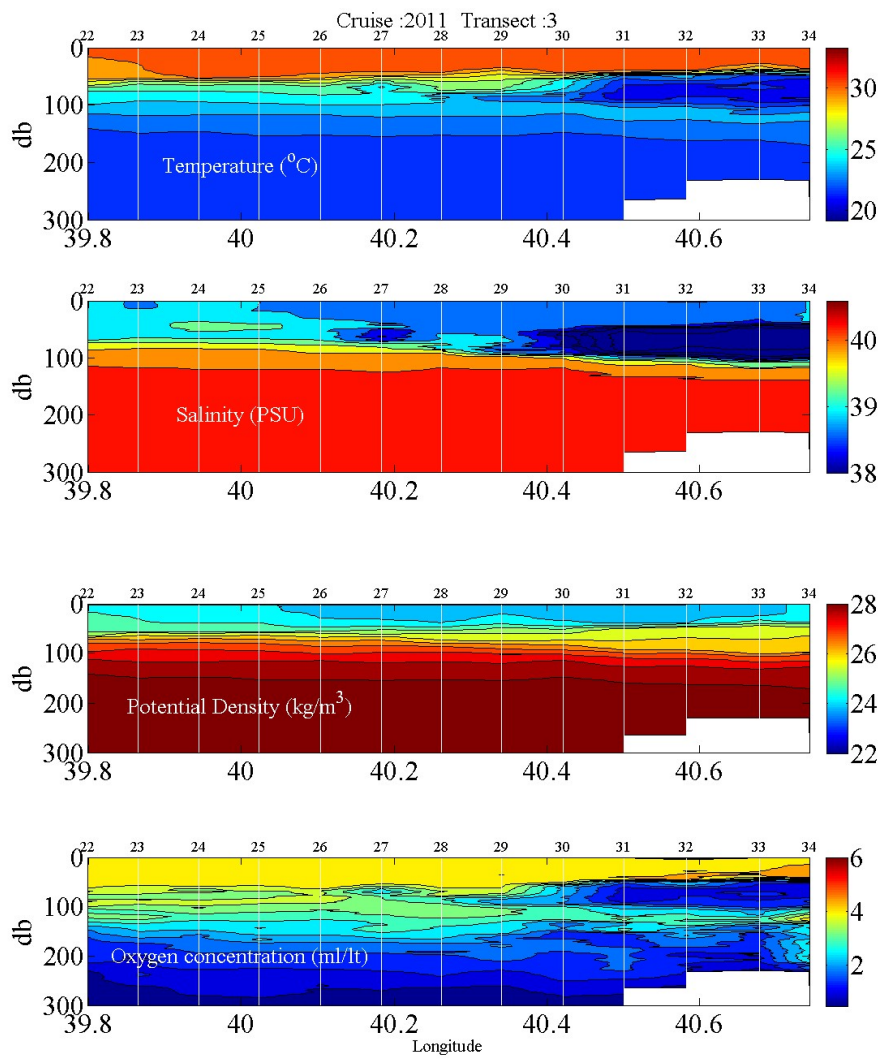 Cruise :2011 Transect :3
22 23 24 25 26 27 28 29 30 31 32 33 34
0
100
200
300
db
Temperature (°C)
39.8 40 40.2 40.4 40.6
30
25
20
22 23 24 25 26 27 28 29 30 31 32 33 34
0
100
200
300
db
Salinity (PSU)
39.8 40 40.2 40.4 40.6
40
39
38
22 23 24 25 26 27 28 29 30 31 32 33 34
0
100
200
300
db
Potential Density (kg/m³)
39.8 40 40.2 40.4 40.6
28
26
24
22
22 23 24 25 26 27 28 29 30 31 32 33 34
0
100
200
300
db
Oxygen concentration (ml/lt)
39.8 40 40.2 40.4 40.6
6
4
2
Longitude